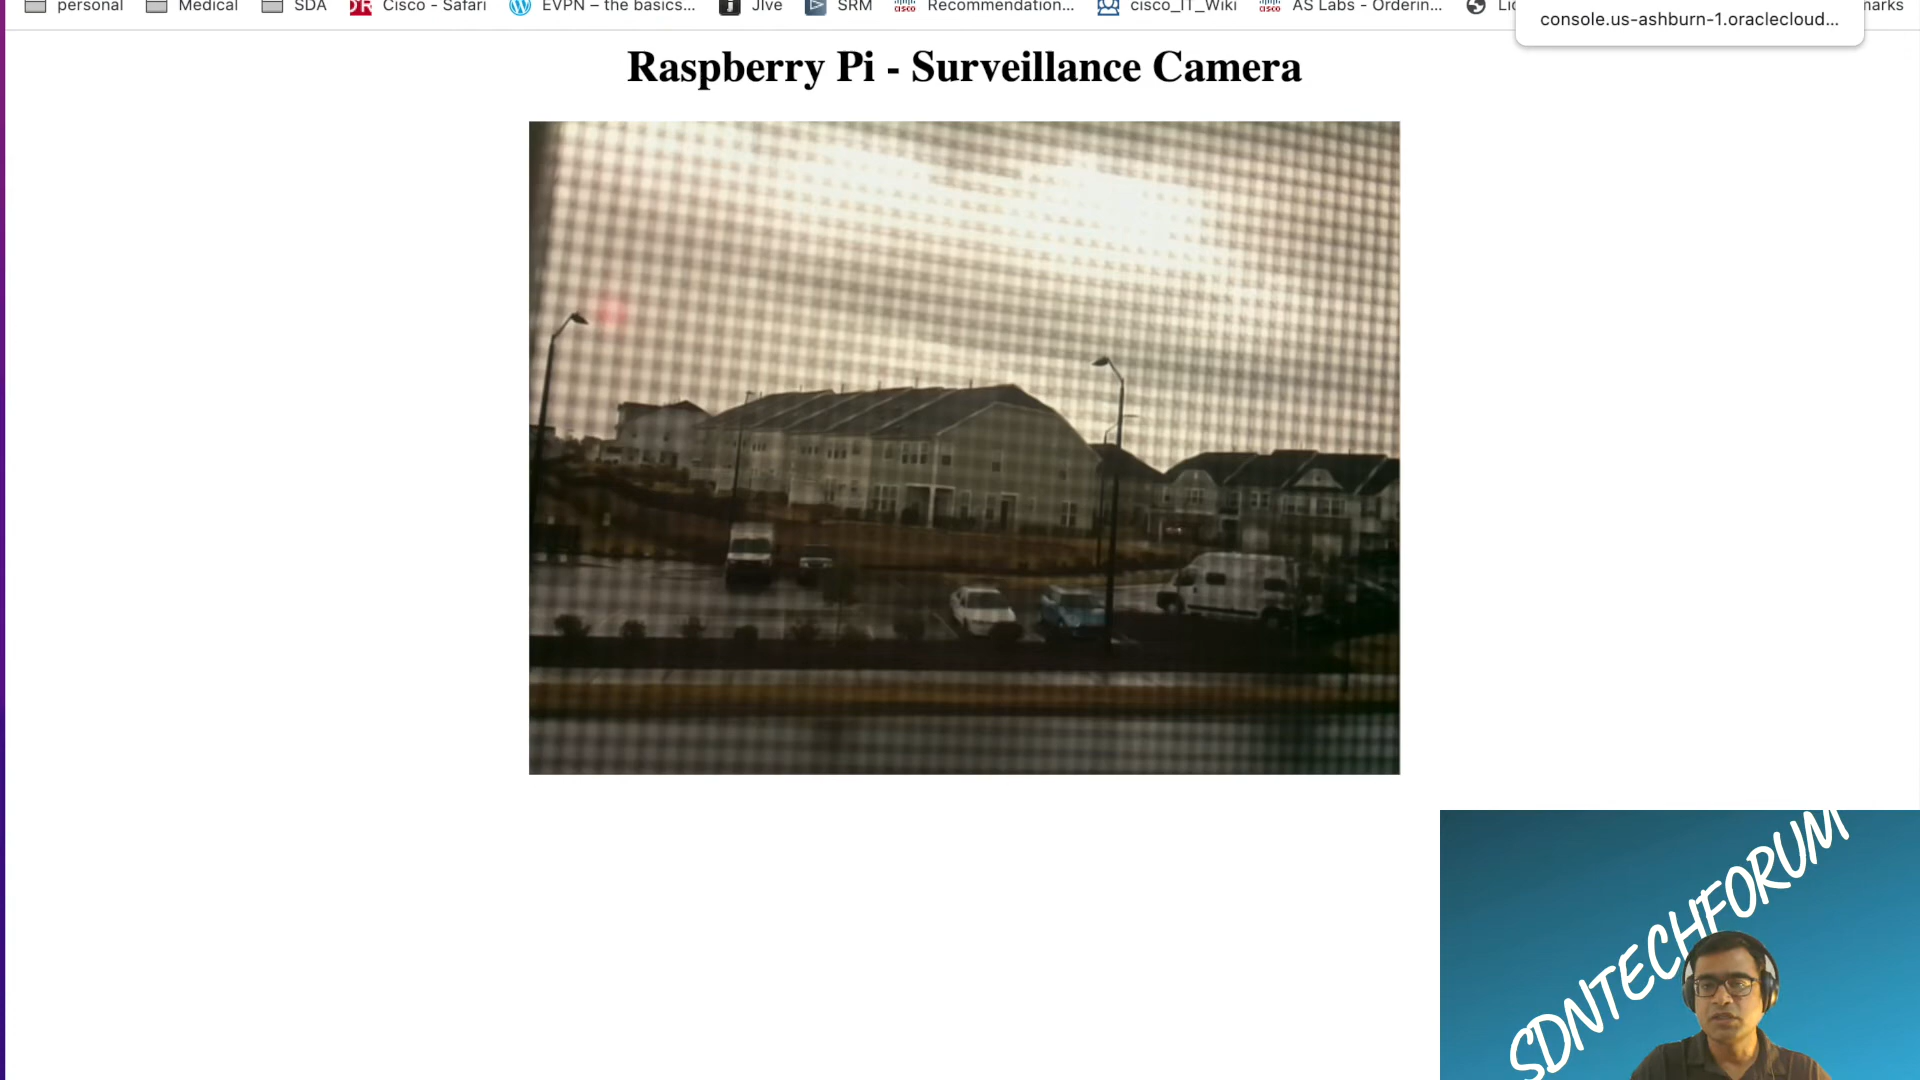 personal Medical SDA Cisco - Safari EVPN – the basics... JIve SRM Recommendation... cisco_IT_Wiki AS Labs - Orderin...
console.us-ashburn-1.oraclecloud...
Raspberry Pi - Surveillance Camera
SDNTECHFORUM